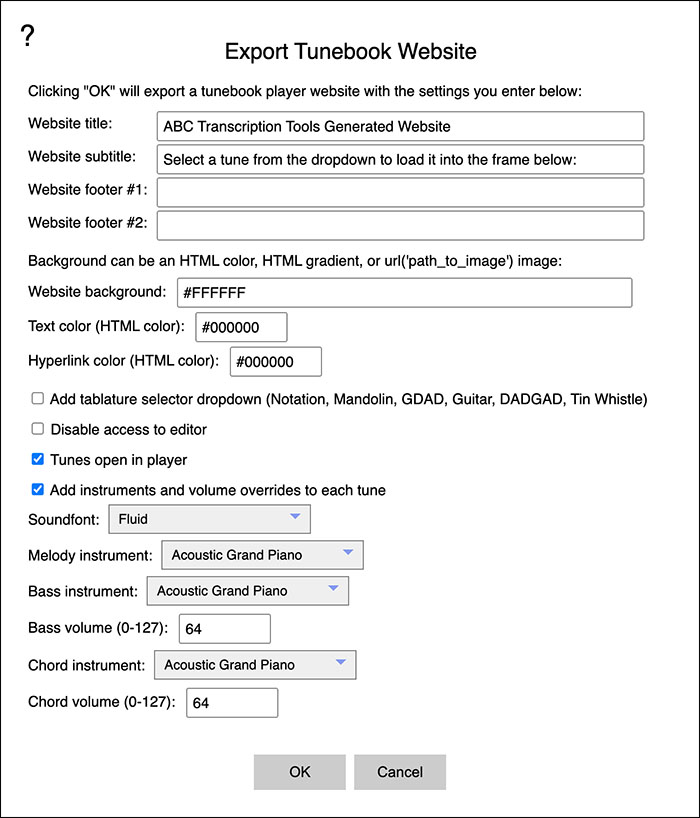 ?
Export Tunebook Website
Clicking "OK" will export a tunebook player website with the settings you enter below:
Website title: ABC Transcription Tools Generated Website
Website subtitle: Select a tune from the dropdown to load it into the frame below:
Website footer #1:
Website footer #2:
Background can be an HTML color, HTML gradient, or url('path_to_image') image:
Website background: #FFFFFF
Text color (HTML color): #000000
Hyperlink color (HTML color): #000000
Add tablature selector dropdown (Notation, Mandolin, GDAD, Guitar, DADGAD, Tin Whistle)
Disable access to editor
Tunes open in player
Add instruments and volume overrides to each tune
Soundfont: Fluid
Melody instrument: Acoustic Grand Piano
Bass instrument: Acoustic Grand Piano
Bass volume (0-127): 64
Chord instrument: Acoustic Grand Piano
Chord volume (0-127): 64
OK Cancel